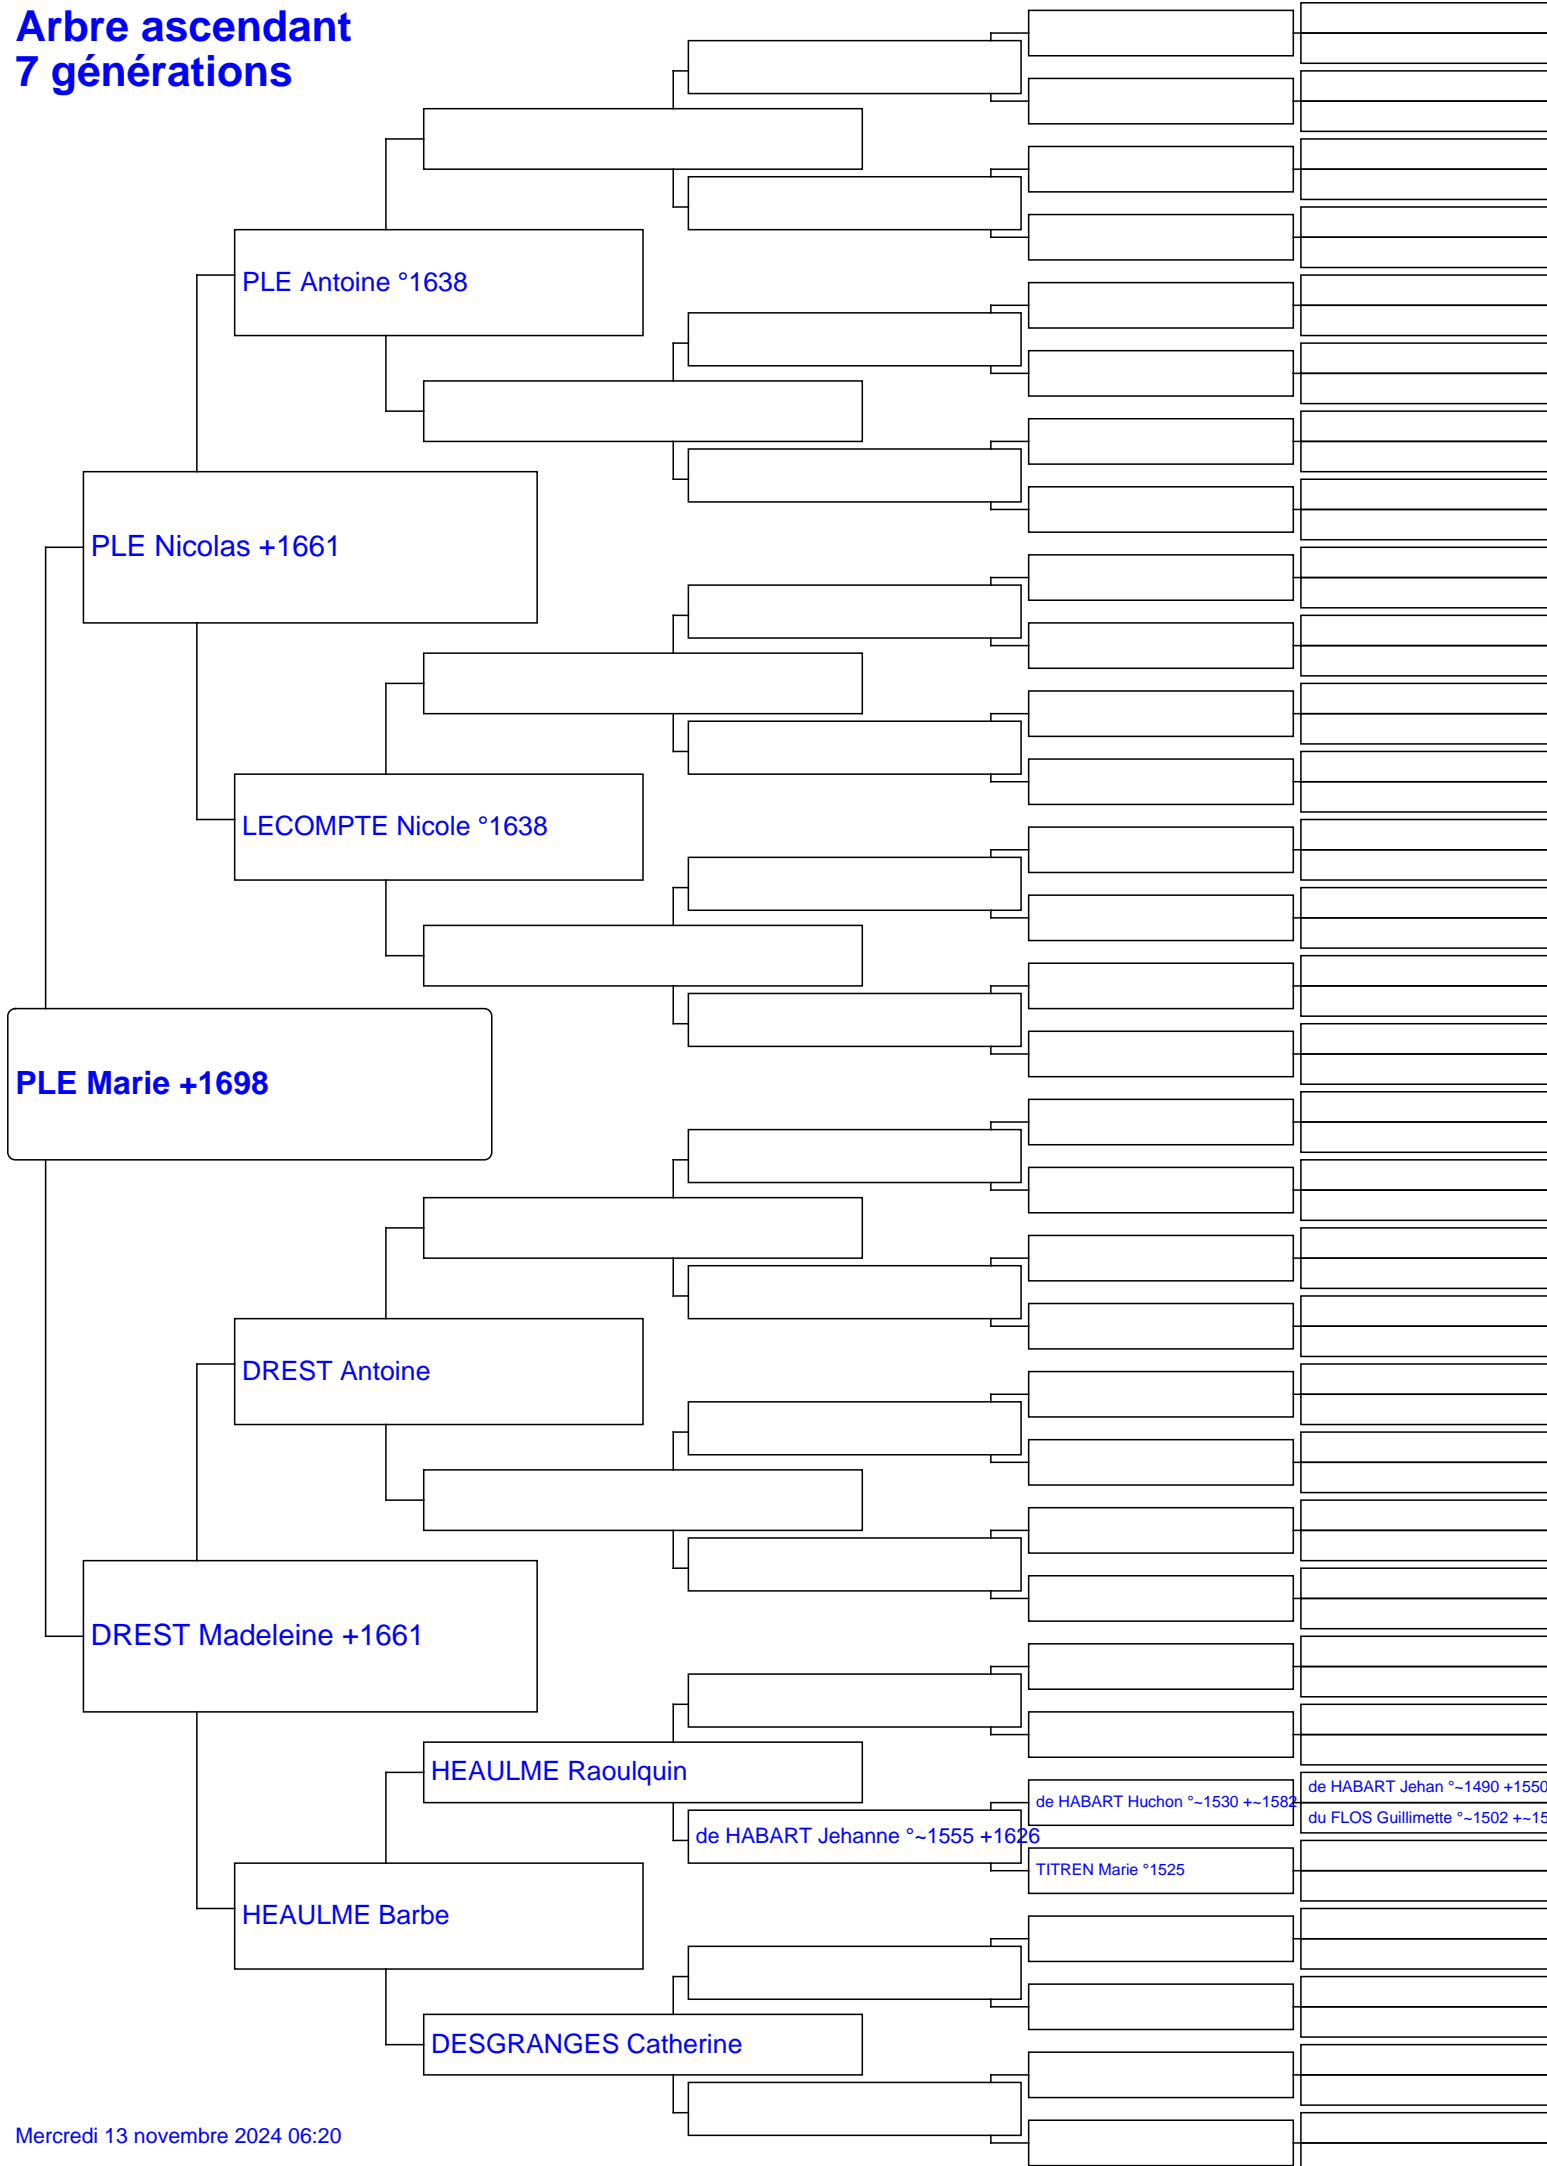 Arbre ascendant
7 générations
PLE Antoine °1638
PLE Nicolas +1661
LECOMPTE Nicole °1638
PLE Marie +1698
DREST Antoine
DREST Madeleine +1661
HEAULME Raoulquin
de HABART Jehan °~1490 +1550
de HABART Huchon °~1530 +~1582
du FLOS Guillimette °~1502 +~15
de HABART Jehanne °~1555 +1626
TITREN Marie °1525
HEAULME Barbe
DESGRANGES Catherine
Mercredi 13 novembre 2024 06:20